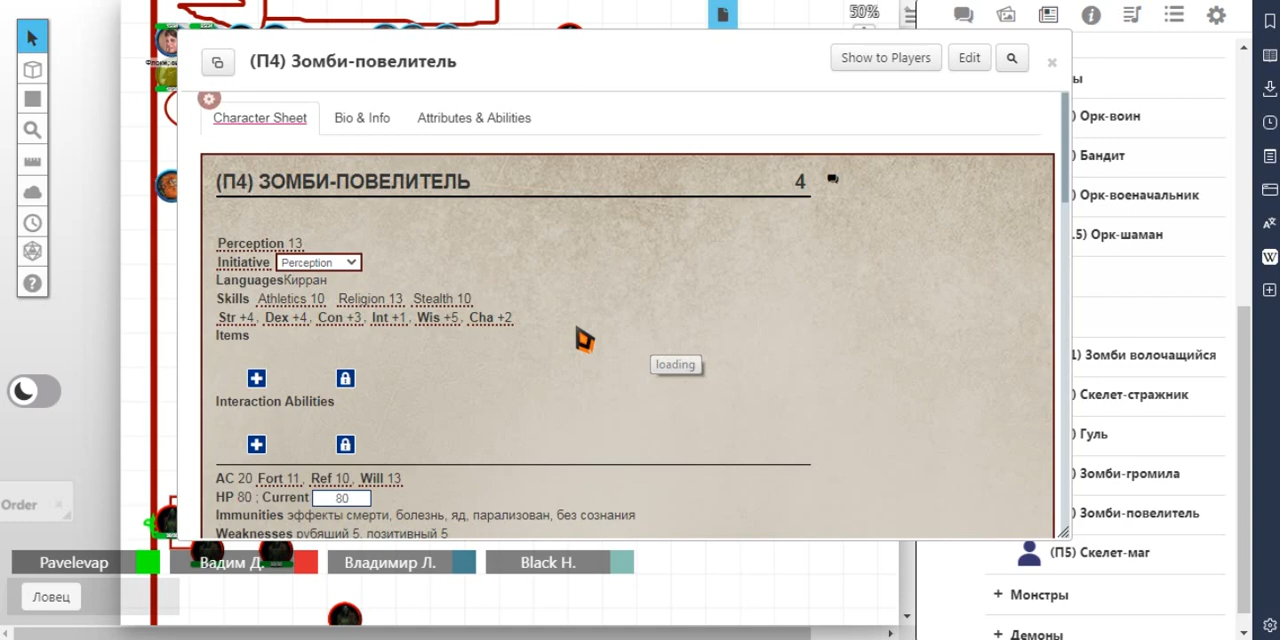 50%
(П4) Зомби-повелитель
Show to Players
Edit
Character Sheet
Bio & Info
Attributes & Abilities
(П4) ЗОМБИ-ПОВЕЛИТЕЛЬ 4
Perception 13
Initiative Perception
LanguagesКирран
Skills Athletics 10 Religion 13 Stealth 10
Str +4, Dex +4, Con +3, Int +1, Wis +5, Cha +2
Items
loading
Interaction Abilities
AC 20 Fort 11, Ref 10, Will 13
HP 80 ; Current 80
Immunities эффекты смерти, болезнь, яд, парализован, без сознания
Weaknesses рубящий 5, позитивный 5
Order
Pavelevap
Вадим Д.
Владимир Л.
Black H.
Ловец
ы
) Орк-воин
) Бандит
) Орк-военачальник
.5) Орк-шаман
1) Зомби волочащийся
) Скелет-стражник
) Гуль
) Зомби-громила
) Зомби-повелитель
(П5) Скелет-маг
+ Монстры
+ Демоны
W